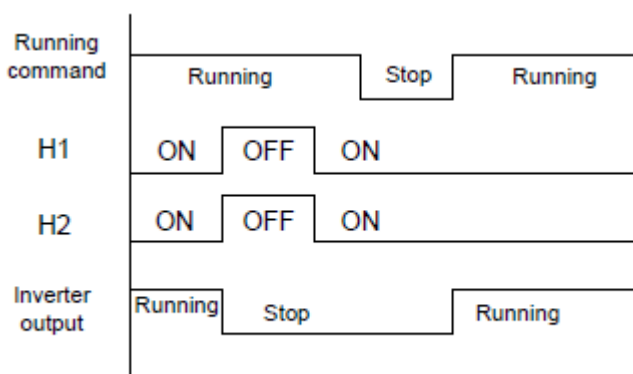 Running
command
Running Stop Running
H1 ON OFF ON
H2 ON OFF ON
Inverter
output
Running Stop Running